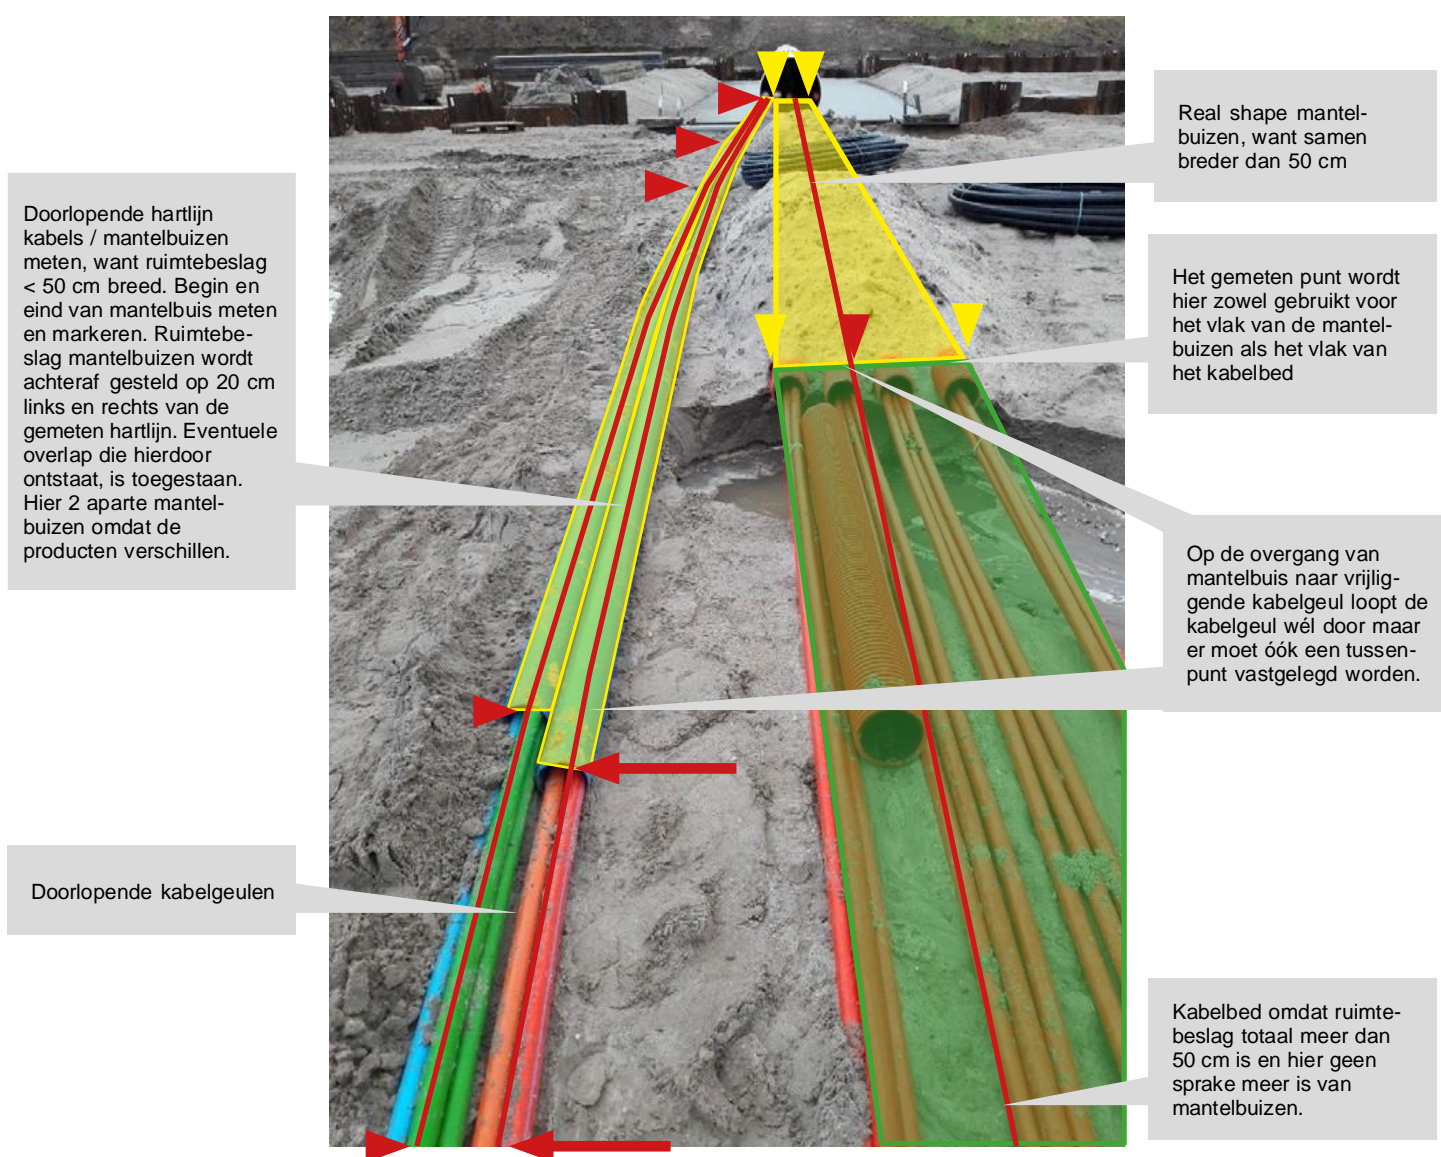 Doorlopende hartlijn
kabels / mantelbuizen
meten, want ruimtebeslag
< 50 cm breed. Begin en
eind van mantelbuis meten
en markeren. Ruimtebe-
slag mantelbuizen wordt
achteraf gesteld op 20 cm
links en rechts van de
gemeten hartlijn. Eventuele
overlap die hierdoor
ontstaat, is toegestaan.
Hier 2 aparte mantel-
buizen omdat de
producten verschillen.
Doorlopende kabelgeulen
Real shape mantel-
buizen, want samen
breder dan 50 cm
Het gemeten punt wordt
hier zowel gebruikt voor
het vlak van de mantel-
buizen als het vlak van
het kabelbed
Op de overgang van
mantelbuis naar vrijlig-
gende kabelgeul loopt de
kabelgeul wél door maar
er moet óók een tussen-
punt vastgelegd worden.
Kabelbed omdat ruimte-
beslag totaal meer dan
50 cm is en hier geen
sprake meer is van
mantelbuizen.